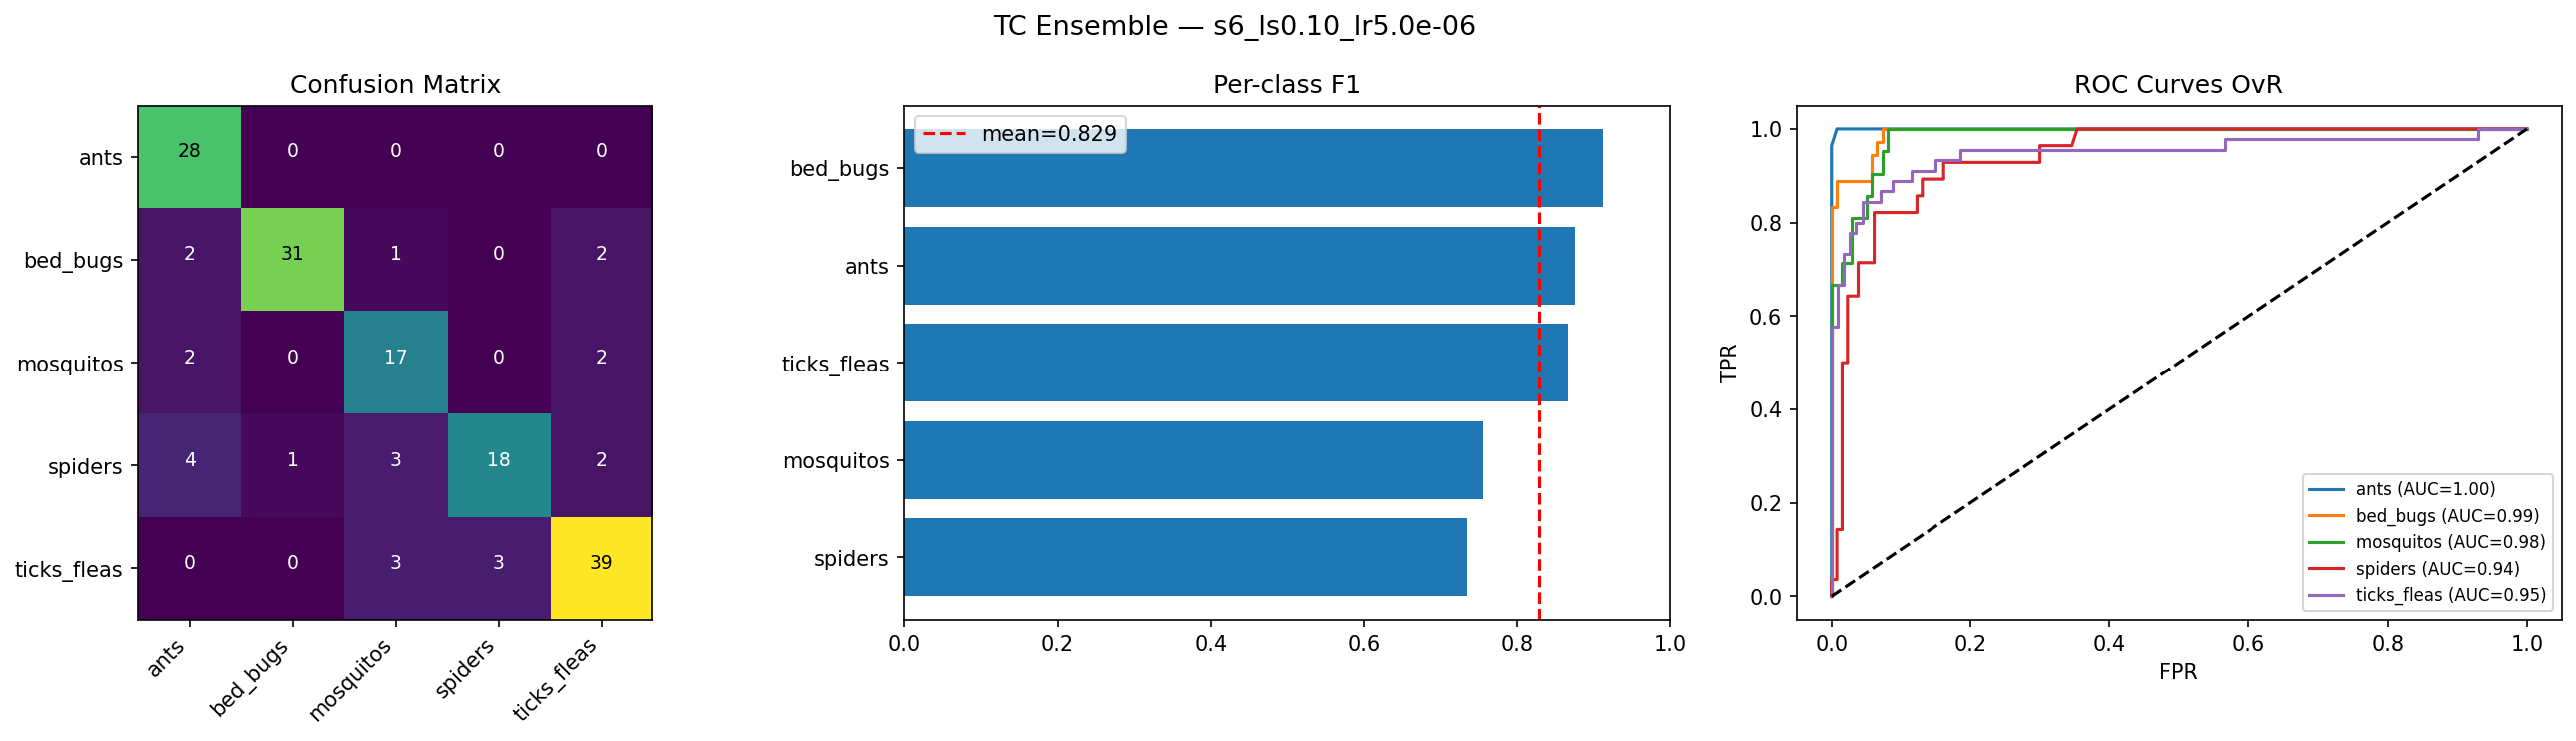 TC Ensemble — s6_ls0.10_lr5.0e-06
Confusion Matrix
ants 28 0 0 0 0
bed_bugs 2 31 1 0 2
mosquitos 2 0 17 0 2
spiders 4 1 3 18 2
ticks_fleas 0 0 3 3 39
ants bed_bugs mosquitos spiders ticks_fleas
Per-class F1
mean=0.829
bed_bugs
ants
ticks_fleas
mosquitos
spiders
0.0 0.2 0.4 0.6 0.8 1.0
ROC Curves OvR
TPR
1.0
0.8
0.6
0.4
0.2
0.0
ants (AUC=1.00)
bed_bugs (AUC=0.99)
mosquitos (AUC=0.98)
spiders (AUC=0.94)
ticks_fleas (AUC=0.95)
0.0 0.2 0.4 0.6 0.8 1.0
FPR